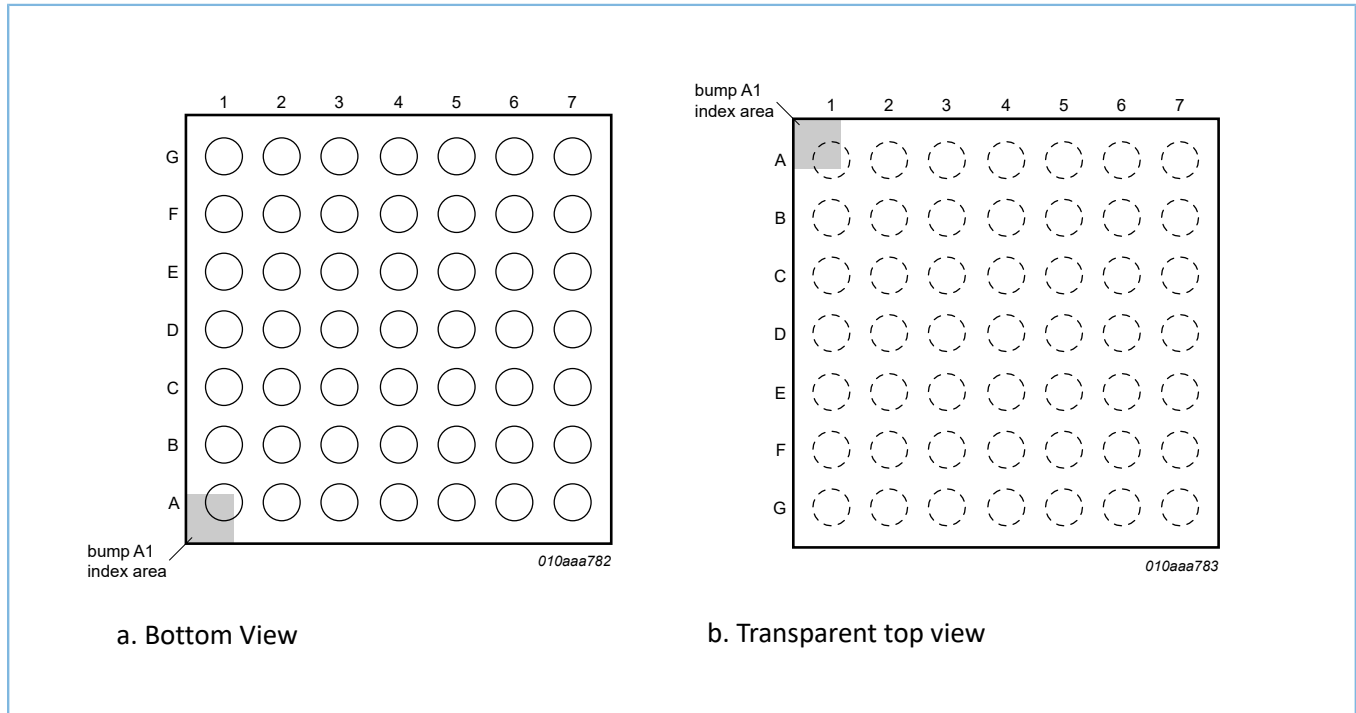 1 2 3 4 5 6 7
G
F
E
D
C
B
A
bump A1
index area
010aaa782
a. Bottom View
bump A1
index area
1 2 3 4 5 6 7
A
B
C
D
E
F
G
010aaa783
b. Transparent top view